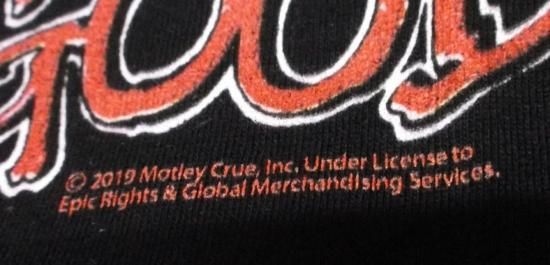 © 2019 Motley Crue, Inc. Under License to
Epic Rights & Global Merchandising Services.